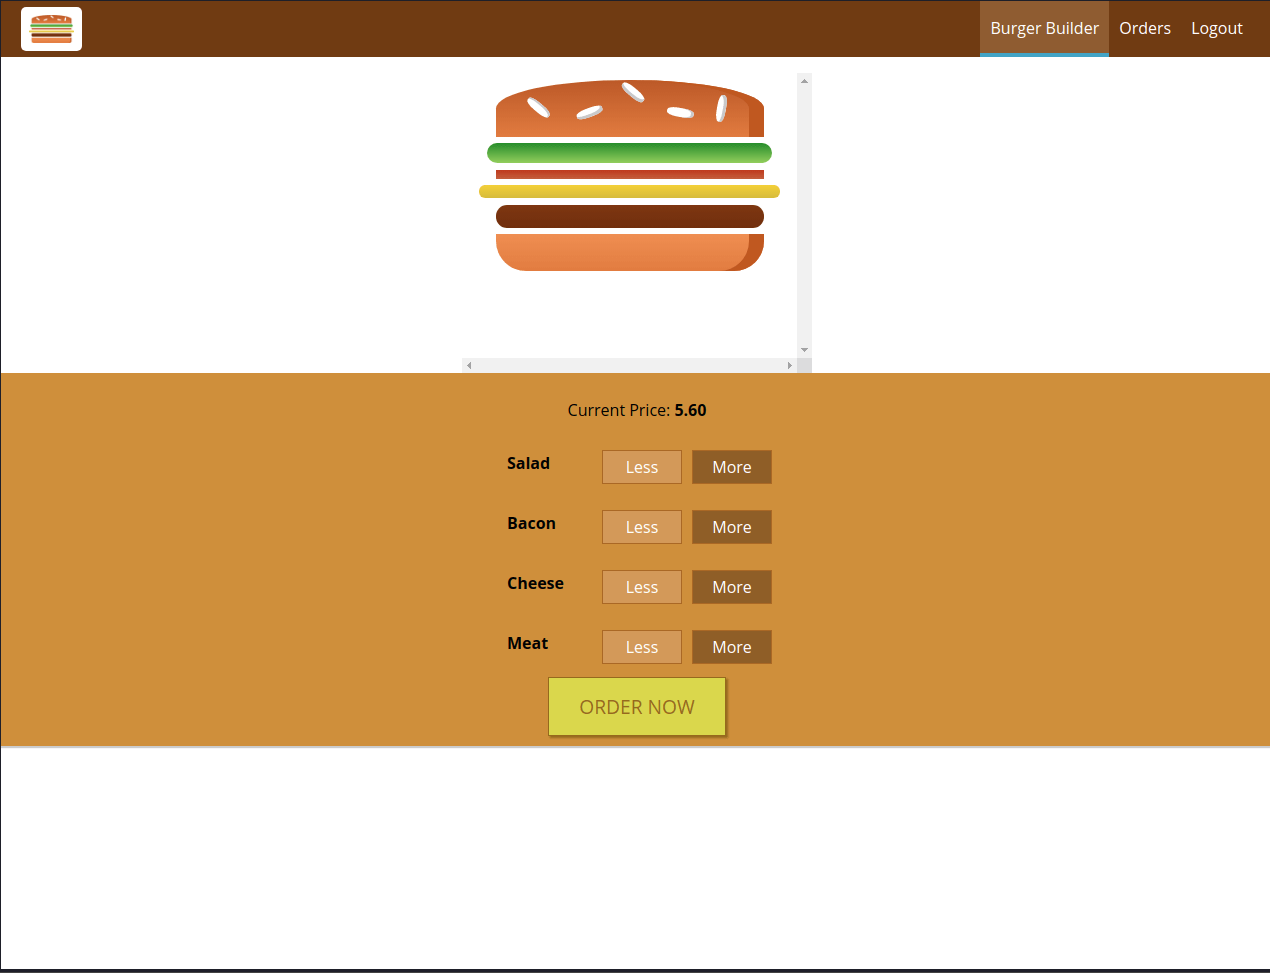 Burger Builder Orders Logout
Current Price: 5.60
Salad Less More
Bacon Less More
Cheese Less More
Meat Less More
ORDER NOW